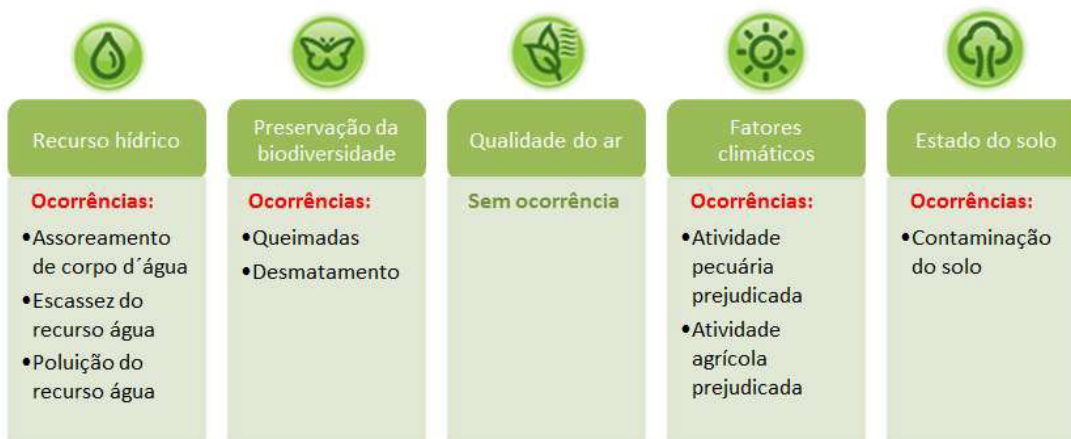 Recurso hídrico
Ocorrências:
•Assoreamento
de corpo d´água
•Escassez do
recurso água
•Poluição do
recurso água
Preservação da
biodiversidade
Ocorrências:
•Queimadas
•Desmatamento
Qualidade do ar
Sem ocorrência
Fatores
climáticos
Ocorrências:
•Atividade
pecuária
prejudicada
•Atividade
agrícola
prejudicada
Estado do solo
Ocorrências:
•Contaminação
do solo